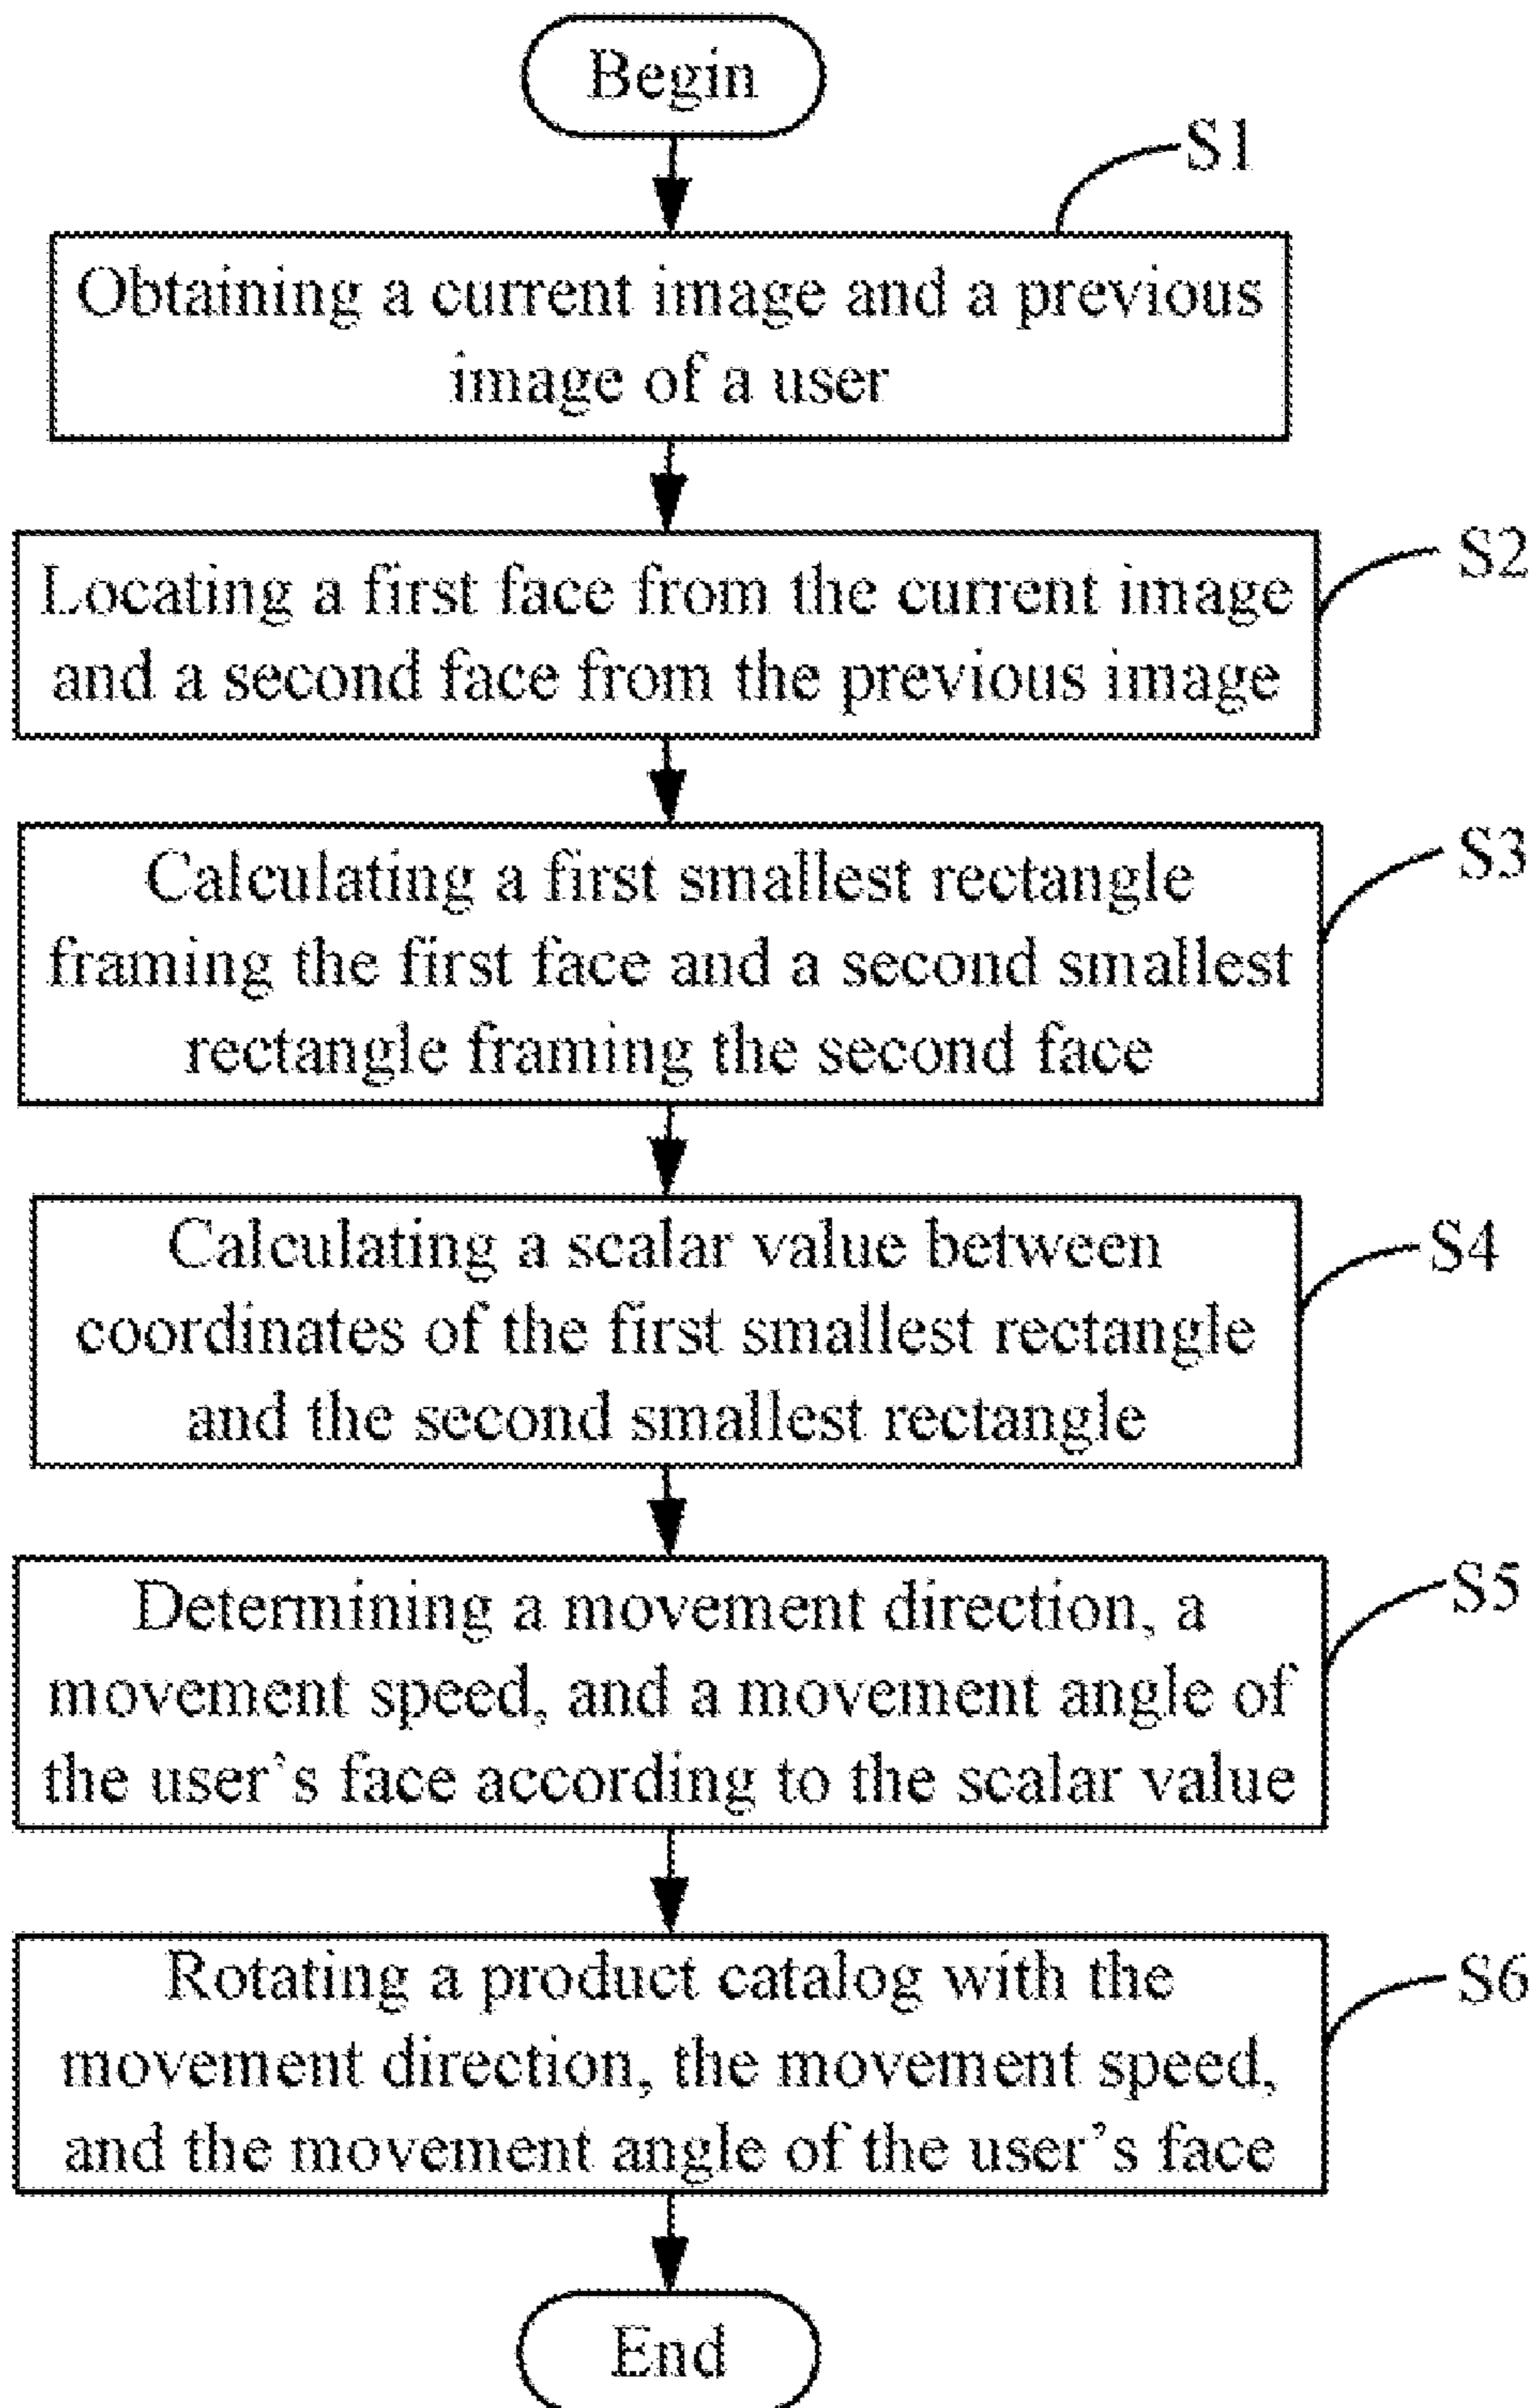 Begin
S1
Obtaining a current image and a previous
image of a user
S2
Locating a first face from the current image
and a second face from the previous image
S3
Calculating a first smallest rectangle
framing the first face and a second smallest
rectangle framing the second face
S4
Calculating a scalar value between
coordinates of the first smallest rectangle
and the second smallest rectangle
S5
Determining a movement direction, a
movement speed, and a movement angle of
the user’s face according to the scalar value
S6
Rotating a product catalog with the
movement direction, the movement speed,
and the movement angle of the user’s face
End